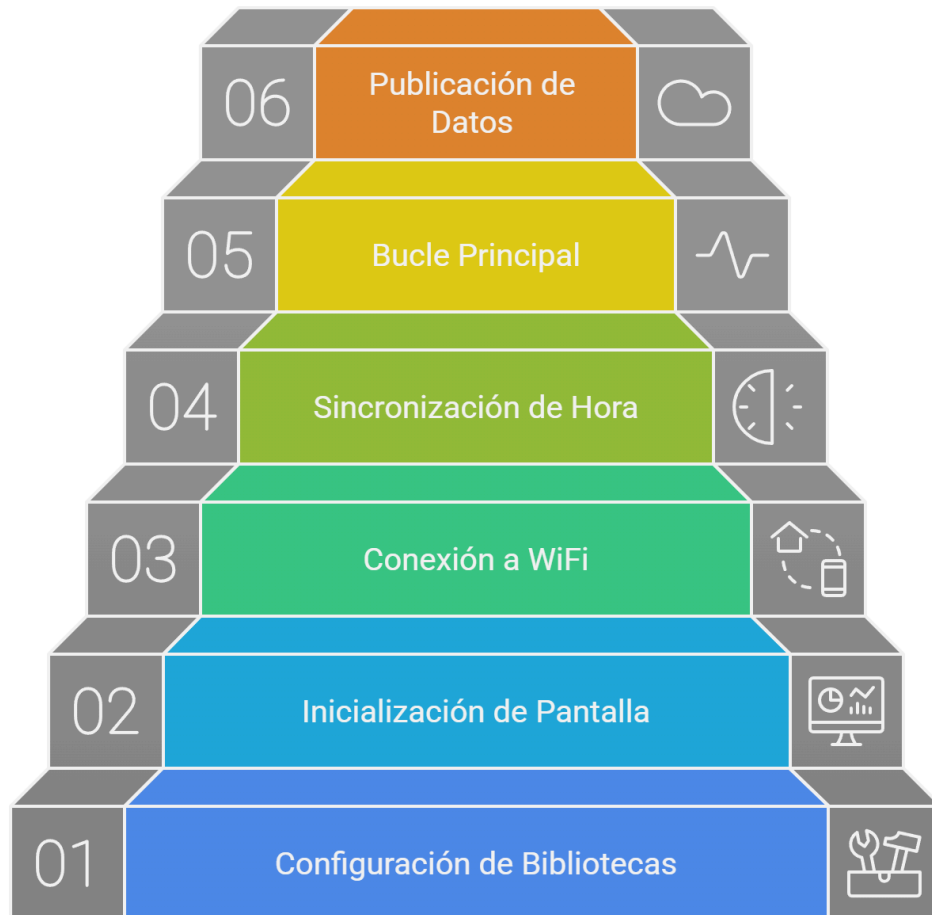 06
Publicación de
Datos
05
Bucle Principal
04
Sincronización de Hora
03
Conexión a WiFi
02
Inicialización de Pantalla
01
Configuración de Bibliotecas